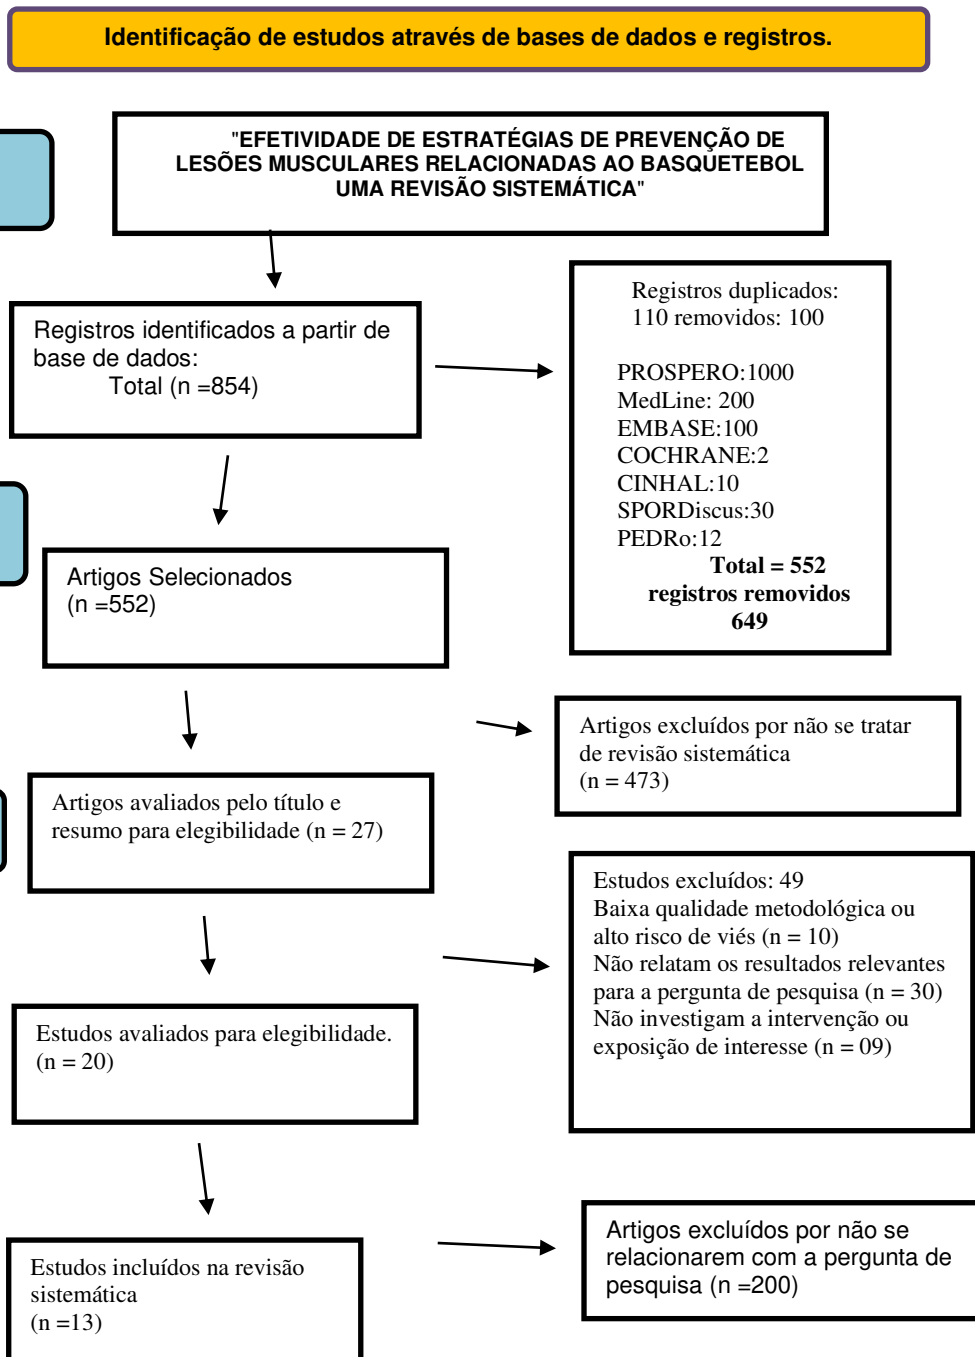 Identificação de estudos através de bases de dados e registros.
"EFETIVIDADE DE ESTRATÉGIAS DE PREVENÇÃO DE
LESÕES MUSCULARES RELACIONADAS AO BASQUETEBOL
UMA REVISÃO SISTEMÁTICA"
Registros identificados a partir de
base de dados:
Total (n =854)
Registros duplicados:
110 removidos: 100
PROSPERO:1000
MedLine: 200
EMBASE:100
COCHRANE:2
CINHAL:10
SPORDiscus:30
PEDRo:12
Total = 552
registros removidos
649
Artigos Selecionados
(n =552)
Artigos excluídos por não se tratar
de revisão sistemática
(n = 473)
Artigos avaliados pelo título e
resumo para elegibilidade (n = 27)
Estudos excluídos: 49
Baixa qualidade metodológica ou
alto risco de viés (n = 10)
Não relatam os resultados relevantes
para a pergunta de pesquisa (n = 30)
Não investigam a intervenção ou
exposição de interesse (n = 09)
Estudos avaliados para elegibilidade.
(n = 20)
Artigos excluídos por não se
relacionarem com a pergunta de
pesquisa (n =200)
Estudos incluídos na revisão
sistemática
(n =13)